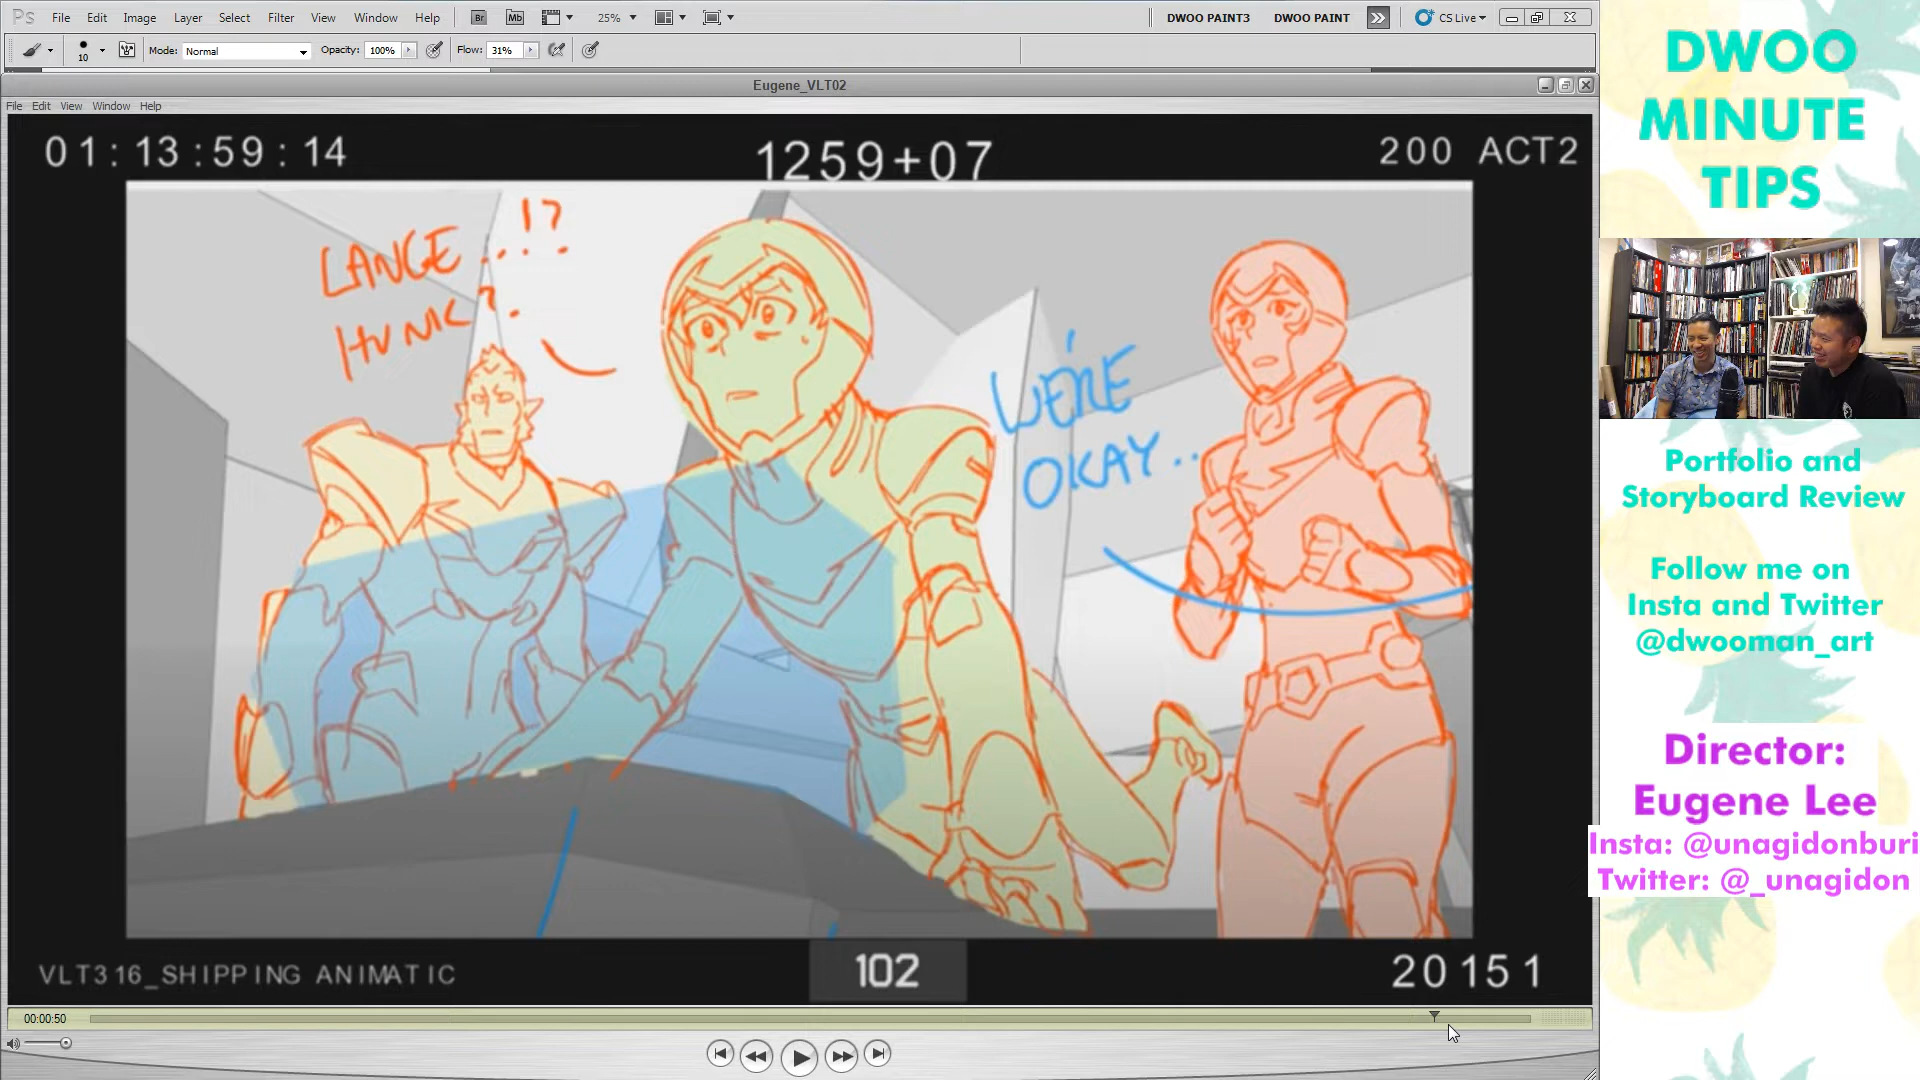 Ps File Edit Image Layer Select Filter View Window Help Br Mb 25% DWOO PAINT3 DWOO PAINT CS Live
10 Mode: Normal Opacity: 100% Flow: 31%
Eugene_VLT02
File Edit View Window Help
01:13:59:14 1259+07 200 ACT2
LANCE...!?
HUNK?
WE'RE
OKAY..
VLT316_SHIPPING ANIMATIC 102 20151
00:00:50
DWOO
MINUTE
TIPS
Portfolio and
Storyboard Review
Follow me on
Insta and Twitter
@dwooman_art
Director:
Eugene Lee
Insta: @unagidonburi
Twitter: @_unagidon